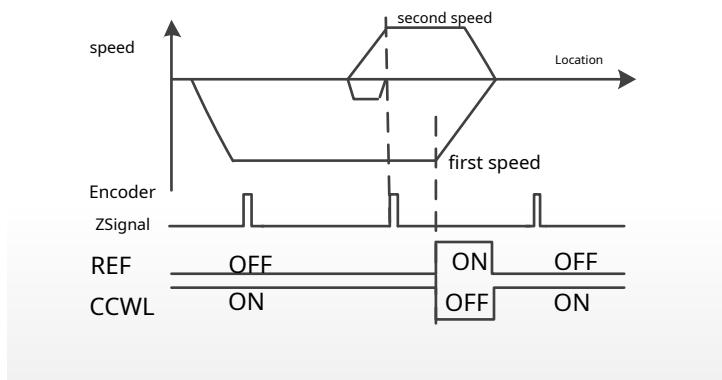 second speed
speed
Location
first speed
Encoder
ZSignal
REF OFF ON OFF
CCWL ON OFF ON